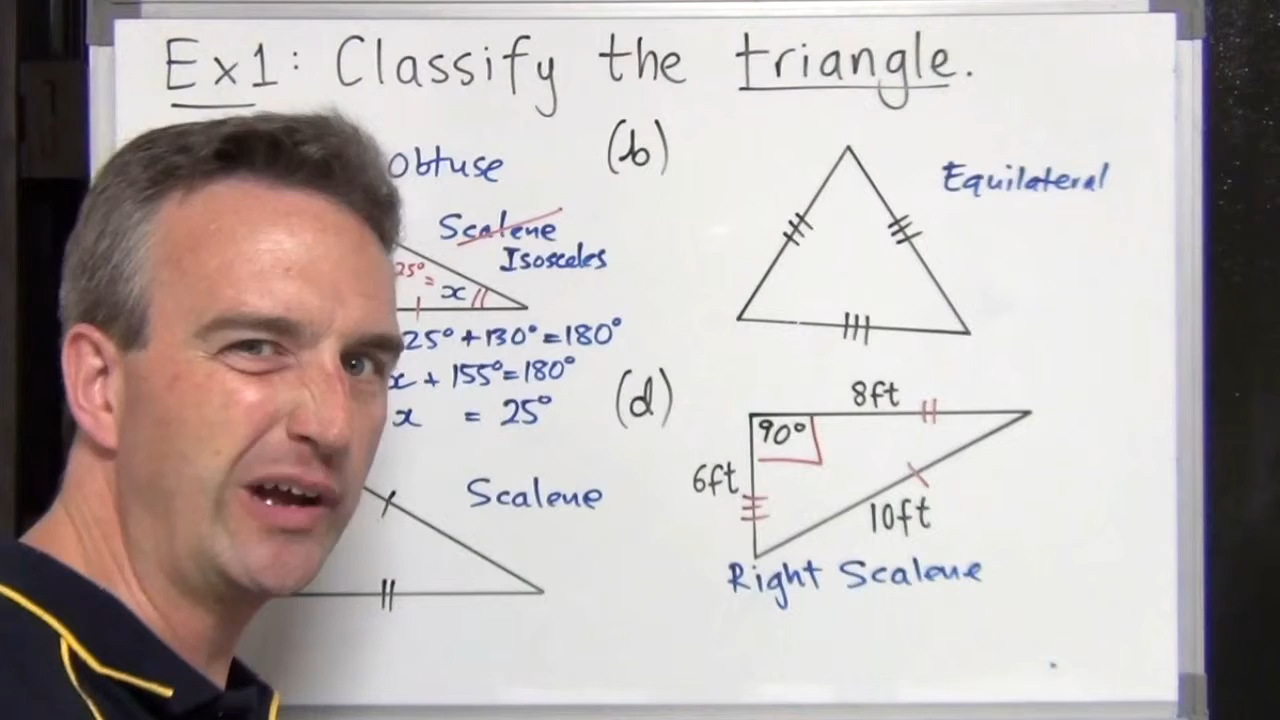 Ex1: Classify the triangle.
Obtuse
Scalene
Isosceles
25°
x
25° + 130° = 180°
x + 155° = 180°
x = 25°
(b)
Equilateral
Scalene
(d)
8ft
90°
6ft
10ft
Right Scalene